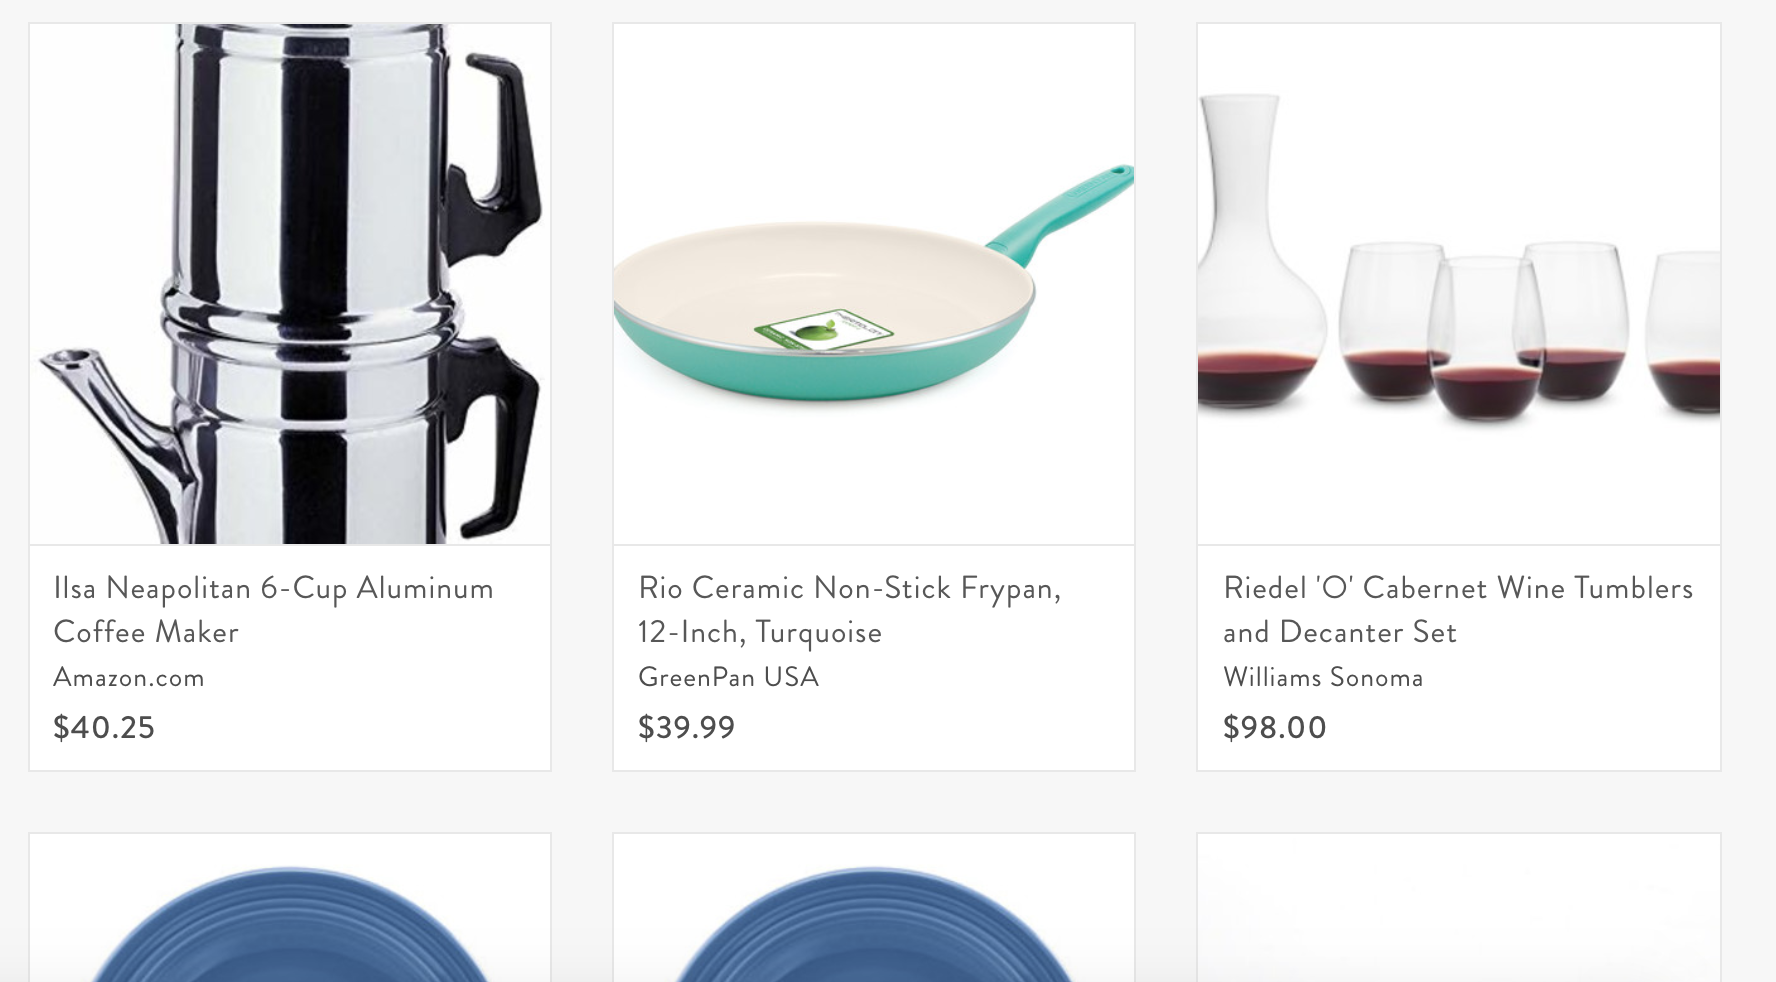 Ilsa Neapolitan 6-Cup Aluminum
Coffee Maker
Amazon.com
$40.25
Rio Ceramic Non-Stick Frypan,
12-Inch, Turquoise
GreenPan USA
$39.99
Riedel 'O' Cabernet Wine Tumblers
and Decanter Set
Williams Sonoma
$98.00